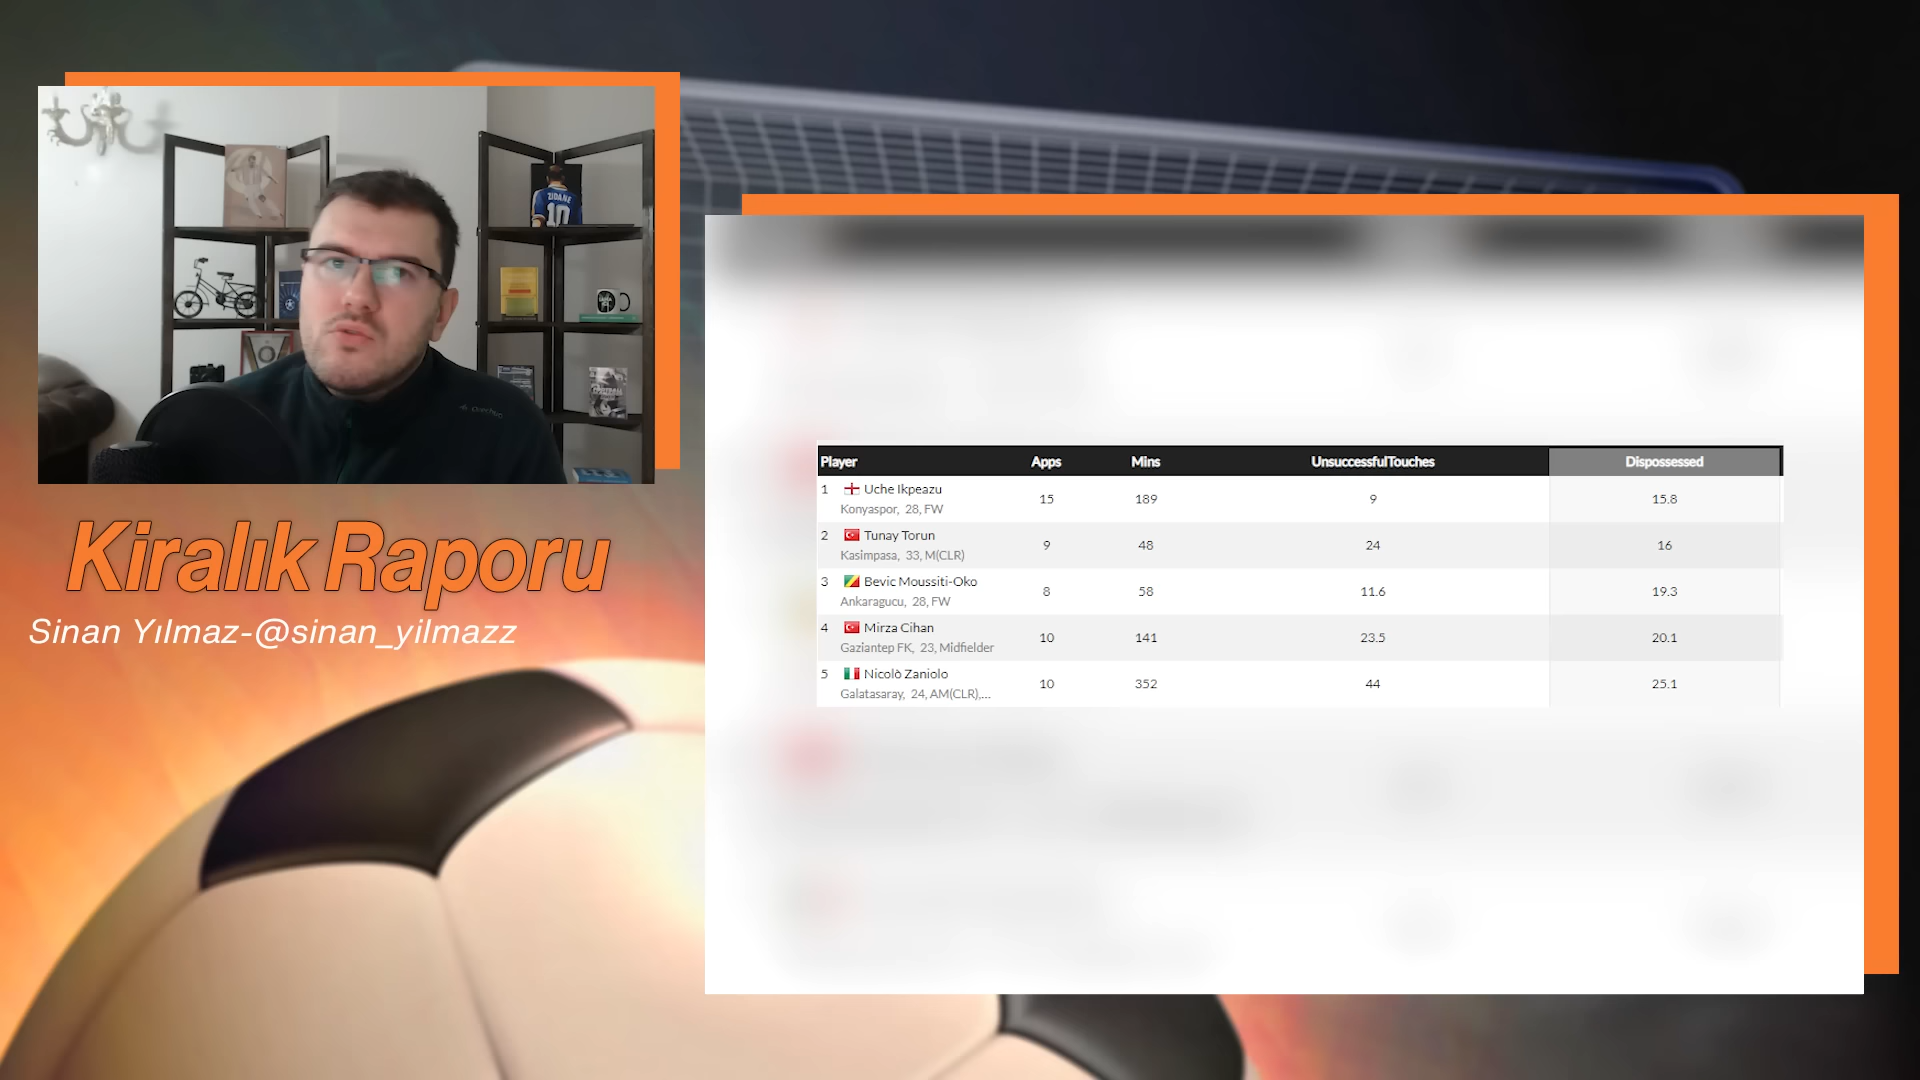 ZIDANE
10
Kiralık Raporu
Sinan Yılmaz-@sinan_yilmazz
Player Apps Mins UnsuccessfulTouches Dispossessed
1 Uche Ikpeazu 15 189 9 15.8
Konyaspor, 28, FW
2 Tunay Torun 9 48 24 16
Kasimpasa, 33, M(CLR)
3 Bevic Moussiti-Oko 8 58 11.6 19.3
Ankaragucu, 28, FW
4 Mirza Cihan 10 141 23.5 20.1
Gaziantep FK, 23, Midfielder
5 Nicolò Zaniolo 10 352 44 25.1
Galatasaray, 24, AM(CLR),...